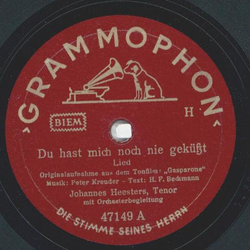 GRAMMOPHON
BIEM
H
Du hast mich noch nie geküßt
Lied
Originalaufnahme aus dem Tonfilm "Gasparone"
Musik: Peter Kreuder - Text: H. F. Beckmann
Johannes Heesters, Tenor
mit Orchesterbegleitung
47149 A
DIE STIMME SEINES HERRN